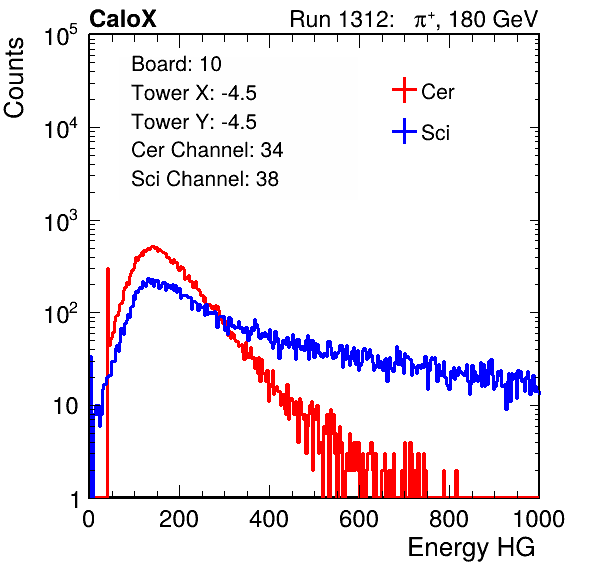 CaloX Run 1312: π⁺, 180 GeV
Counts
10⁵
10⁴
10³
10²
10
1
Board: 10
Tower X: -4.5
Tower Y: -4.5
Cer Channel: 34
Sci Channel: 38
Cer
Sci
0 200 400 600 800 1000
Energy HG